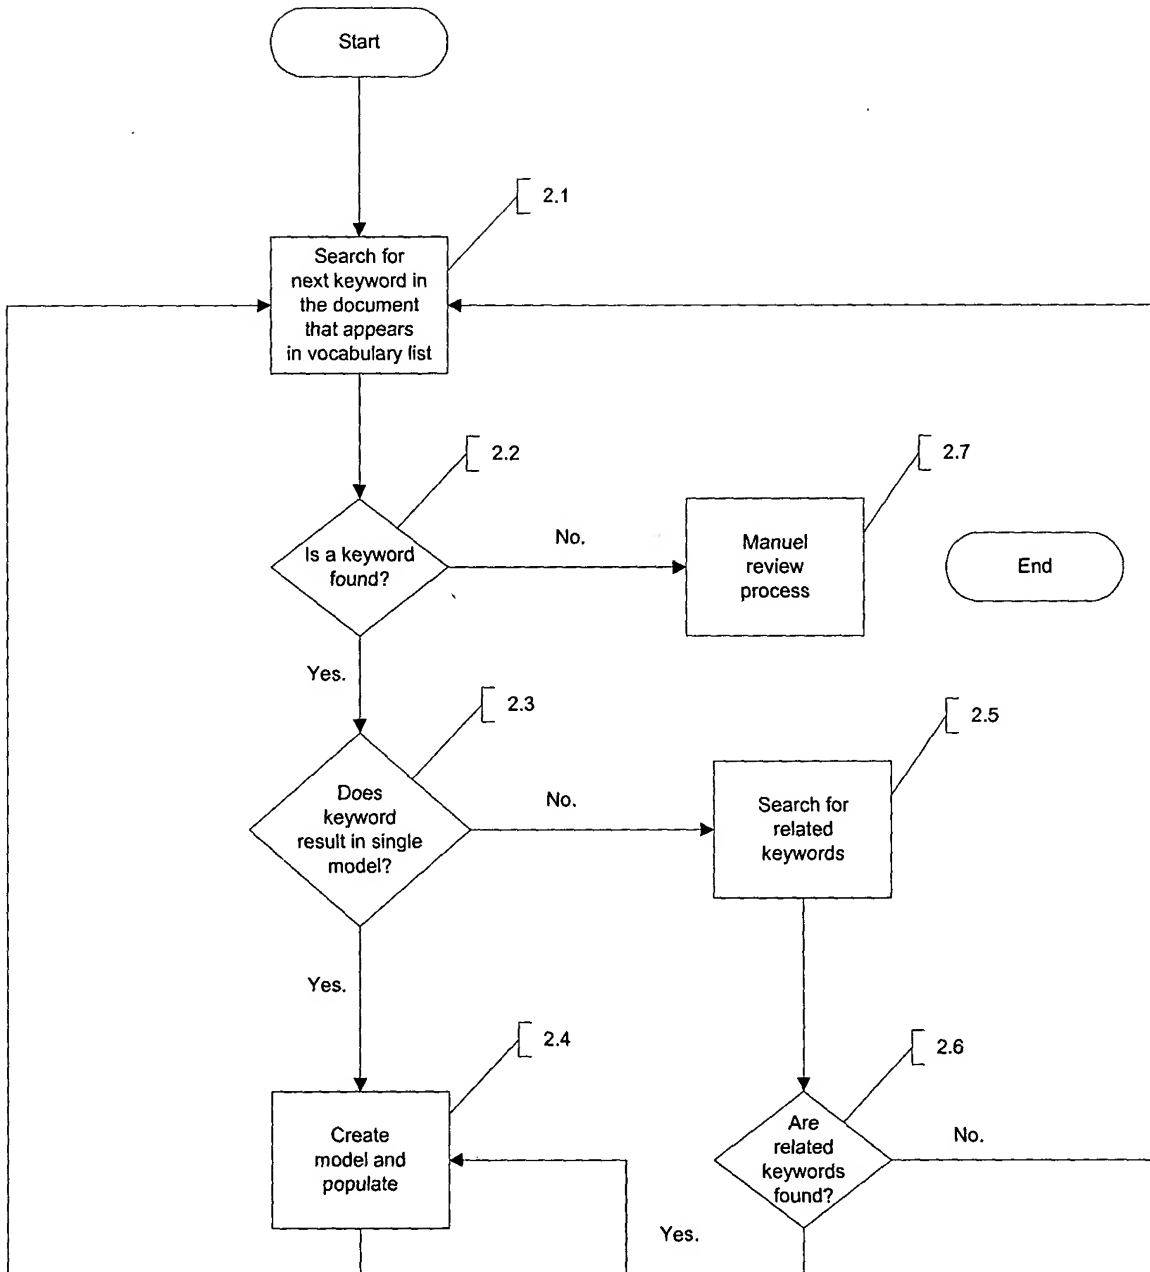 Start
2.1
Search for
next keyword in
the document
that appears
in vocabulary list
2.2
Is a keyword
found?
No.
2.7
Manuel
review
process
End
Yes.
2.3
Does
keyword
result in single
model?
No.
2.5
Search for
related
keywords
Yes.
2.4
Create
model and
populate
2.6
Are
related
keywords
found?
No.
Yes.